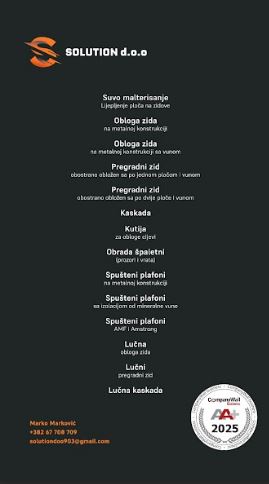 SOLUTION d.o.o
Suvo malterisanje
Lijepljenje ploča na zidove
Obloga zida
na metalnoj konstrukciji
Obloga zida
na metalnoj konstrukciji sa vunom
Pregradni zid
obostrano obložen sa po jednom pločom i vunom
Pregradni zid
obostrano obložen sa po dvije ploče i vunom
Kaskada
Kutija
za obloge cijevi
Obrada špaletni
(prozori i vrata)
Spušteni plafoni
na metalnoj konstrukciji
Spušteni plafoni
sa izolacijom od mineralne vune
Spušteni plafoni
AMF i Amstrong
Lučna
obloga zida
Lučni
pregradni zid
Lučna kaskada
Marko Marković
+382 67 708 709
solutiondoo993@gmail.com
CompanyWall
AA+
2025